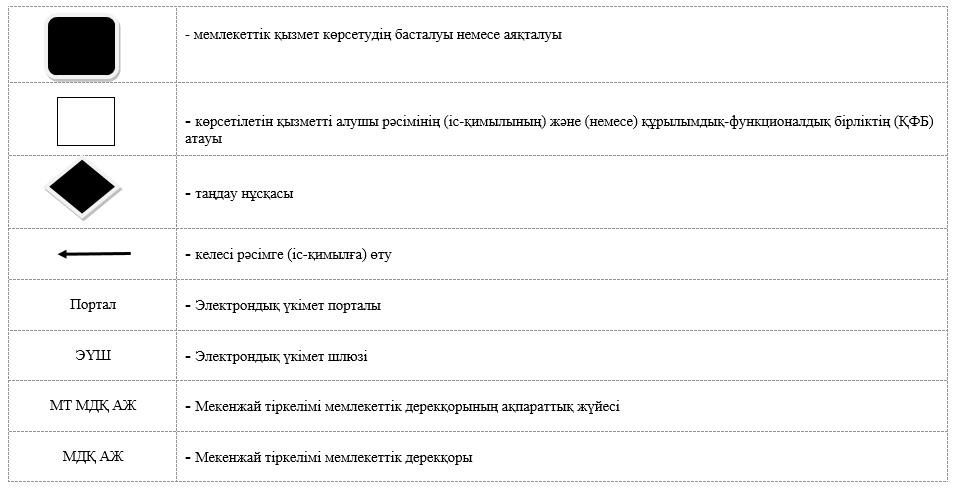 - мемлекеттік қызмет көрсетудің басталуы немесе аяқталуы
- көрсетілетін қызметті алушы рәсімінің (іс-қимылының) және (немесе) құрылымдық-функционалдық бірліктің (ҚФБ)
атауы
- таңдау нұсқасы
- келесі рәсімге (іс-қимылға) өту
Портал - Электрондық үкімет порталы
ЭҮШ - Электрондық үкімет шлюзі
МТ МДҚ АЖ - Мекенжай тіркелімі мемлекеттік дерекқорының ақпараттық жүйесі
МДҚ АЖ - Мекенжай тіркелімі мемлекеттік дерекқоры